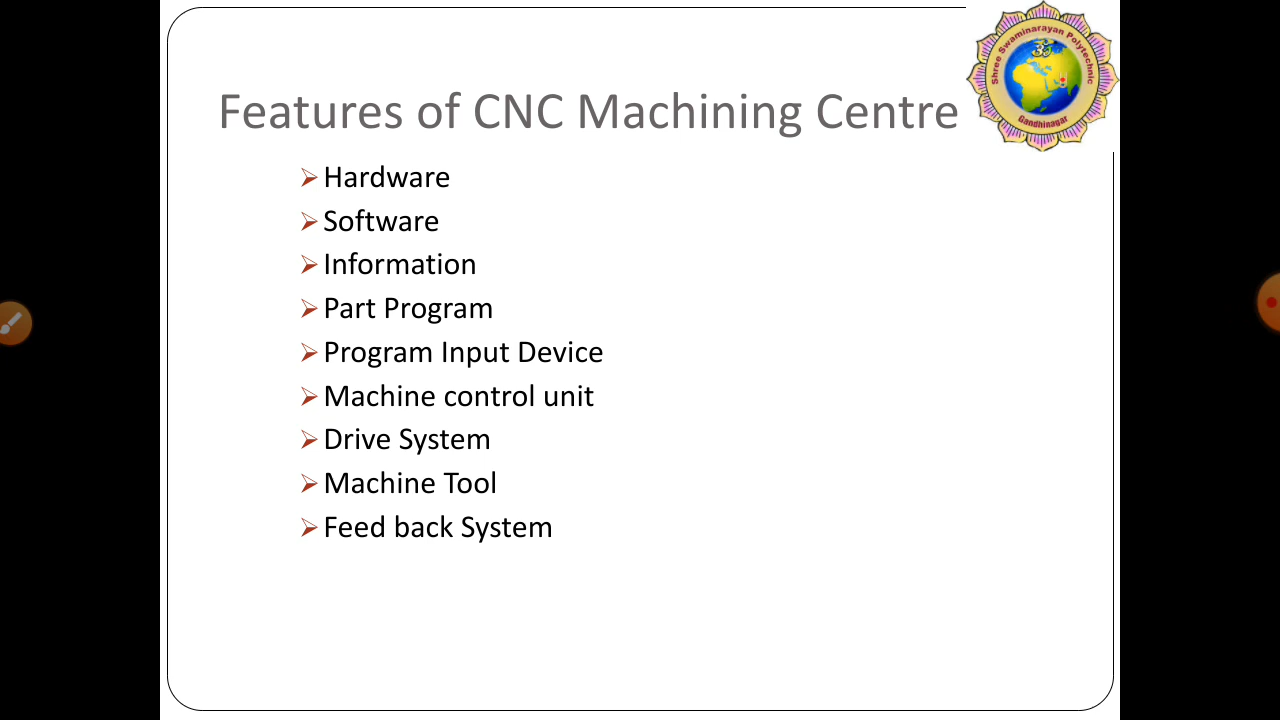 Shree Swaminarayan Polytechnic
ॐ
Gandhinagar
Features of CNC Machining Centre
Hardware
Software
Information
Part Program
Program Input Device
Machine control unit
Drive System
Machine Tool
Feed back System